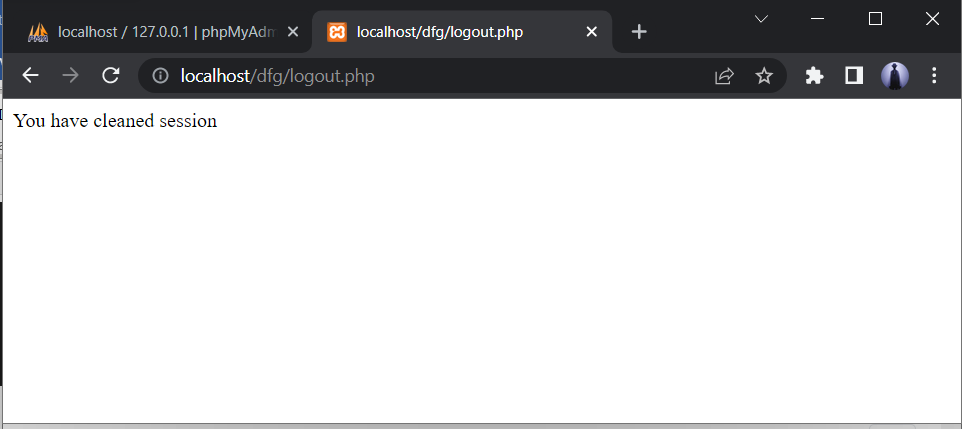 localhost / 127.0.0.1 | phpMyAdm
localhost/dfg/logout.php
localhost/dfg/logout.php
You have cleaned session